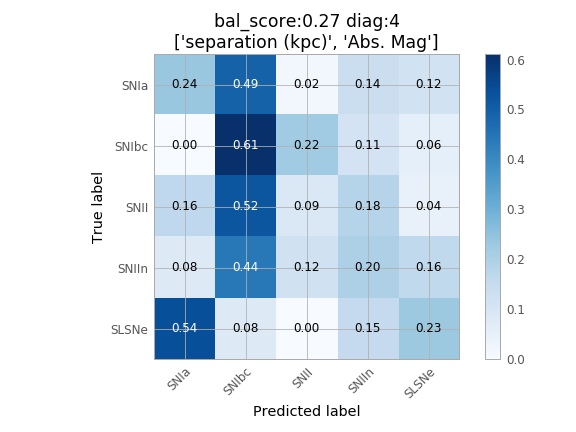 bal_score:0.27 diag:4
['separation (kpc)', 'Abs. Mag']
SNIa 0.24 0.49 0.02 0.14 0.12
SNIbc 0.00 0.61 0.22 0.11 0.06
SNII 0.16 0.52 0.09 0.18 0.04
SNIIn 0.08 0.44 0.12 0.20 0.16
SLSNe 0.54 0.08 0.00 0.15 0.23
True label
SNIa SNIbc SNII SNIIn SLSNe
Predicted label
0.6
0.5
0.4
0.3
0.2
0.1
0.0